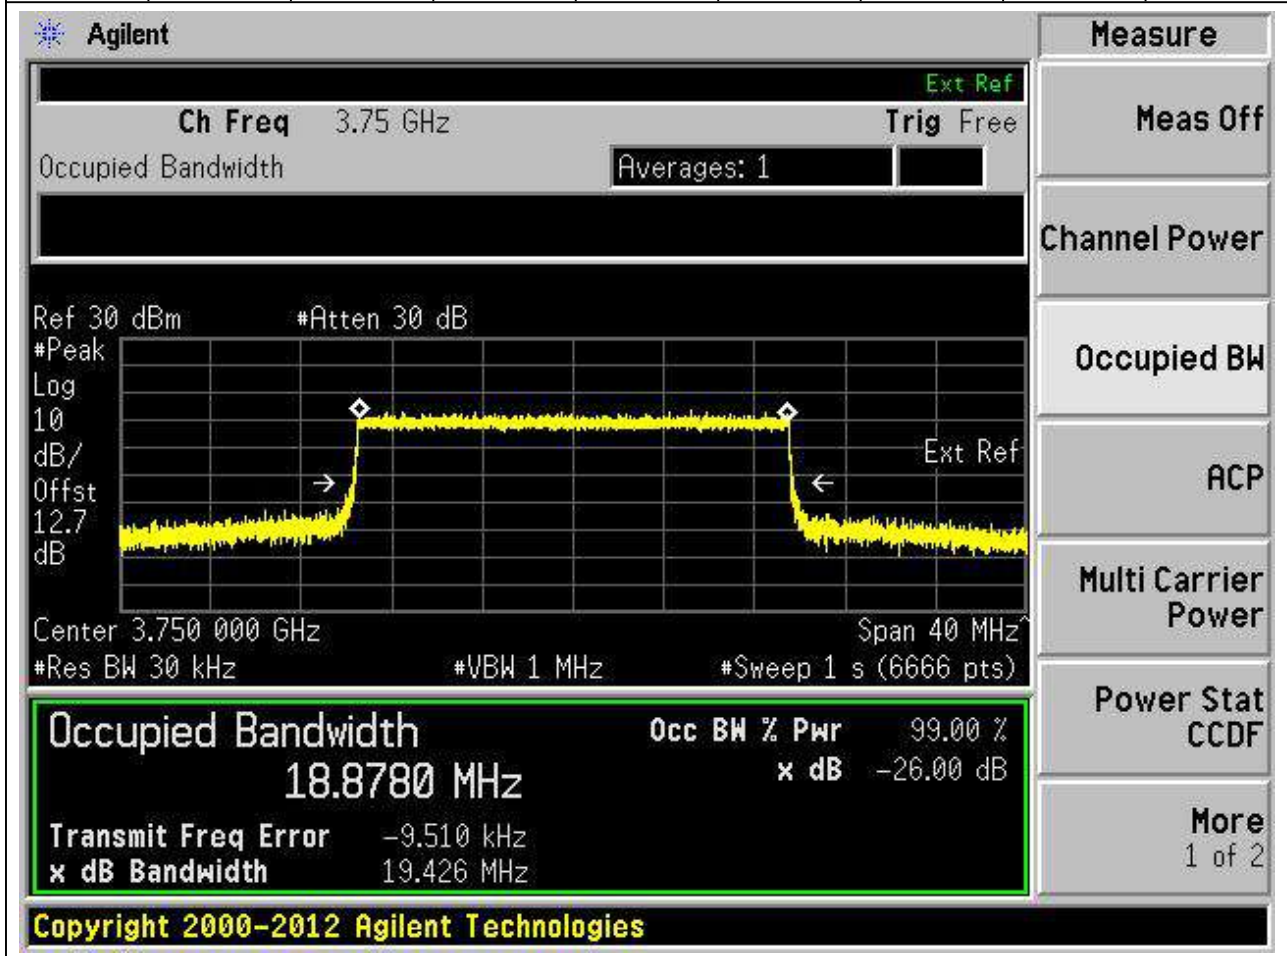 Agilent
Measure
Ext Ref
Ch Freq 3.75 GHz Trig Free
Meas Off
Occupied Bandwidth Averages: 1
Channel Power
Ref 30 dBm #Atten 30 dB
#Peak
Log
10
dB/
Offst
12.7
dB
Ext Ref
Occupied BW
ACP
Center 3.750 000 GHz Span 40 MHz^
#Res BW 30 kHz #VBW 1 MHz #Sweep 1 s (6666 pts)
Multi Carrier
Power
Occupied Bandwidth Occ BW % Pwr 99.00 %
18.8780 MHz x dB -26.00 dB
Power Stat
CCDF
Transmit Freq Error -9.510 kHz
x dB Bandwidth 19.426 MHz
More
1 of 2
Copyright 2000-2012 Agilent Technologies